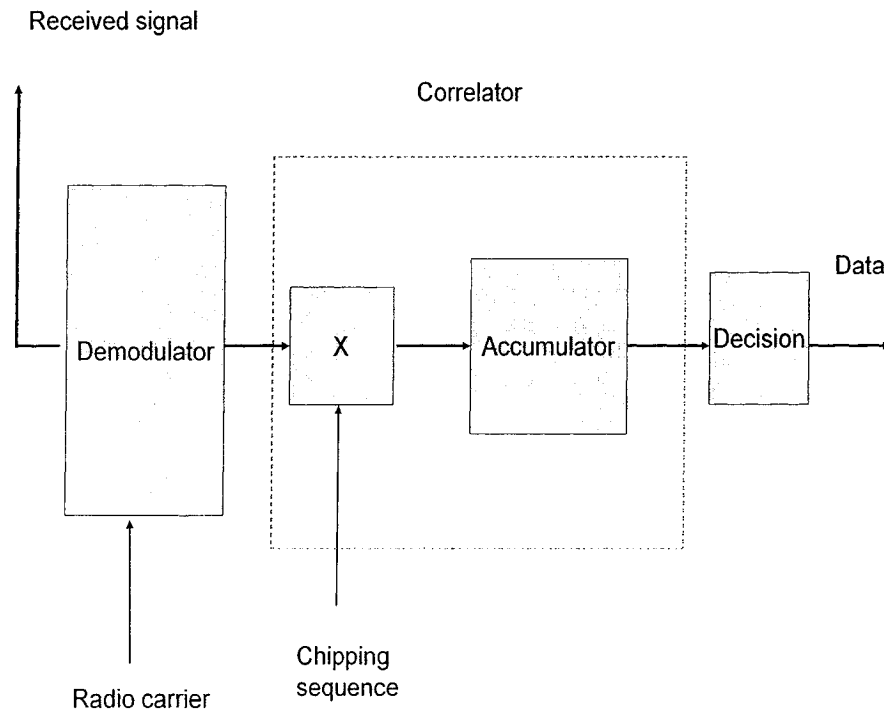 Received signal
Correlator
Data
Demodulator
X
Accumulator
Decision
Chipping
sequence
Radio carrier